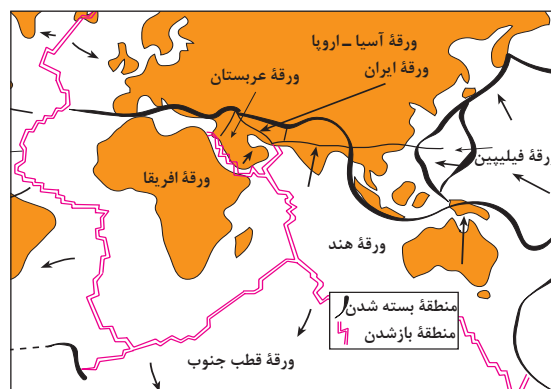 ورقهٔ آسیا ـ اروپا
ورقهٔ ایران
ورقهٔ عربستان
ورقهٔ فیلیپین
ورقهٔ افریقا
ورقهٔ هند
منطقهٔ بسته شدن
منطقهٔ بازشدن
ورقهٔ قطب جنوب